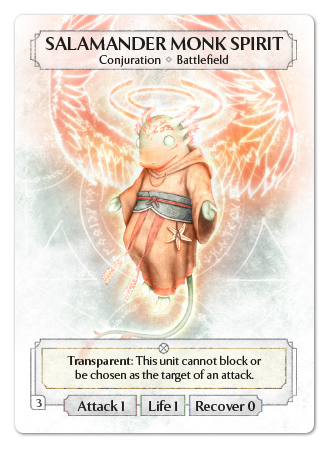 SALAMANDER MONK SPIRIT
Conjuration ⋄ Battlefield
Transparent: This unit cannot block or
be chosen as the target of an attack.
3
Attack 1 Life 1 Recover 0